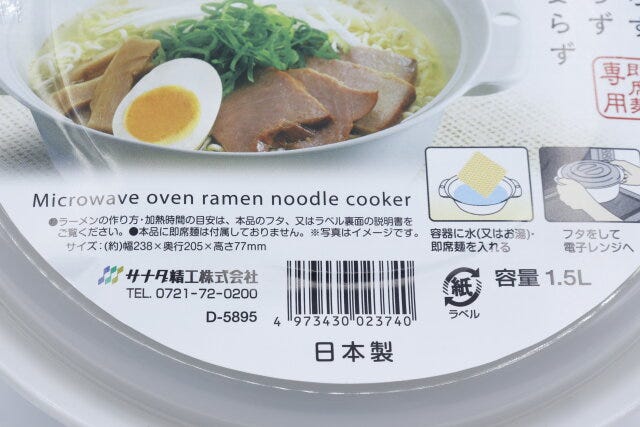 らず
即席麺
専用
Microwave oven ramen noodle cooker
●ラーメンの作り方・加熱時間の目安は、本品のフタ、又はラベル裏面の説明書を
ご覧ください。●本品に即席麺は付属しておりません。※写真はイメージです。
サイズ：(約)幅238×奥行205×高さ77mm
容器に水(又はお湯)・
即席麺を入れる
フタをして
電子レンジへ
サナダ精工株式会社
TEL. 0721-72-0200
D-5895
4 973430 023740
日本製
紙
ラベル
容量 1.5L